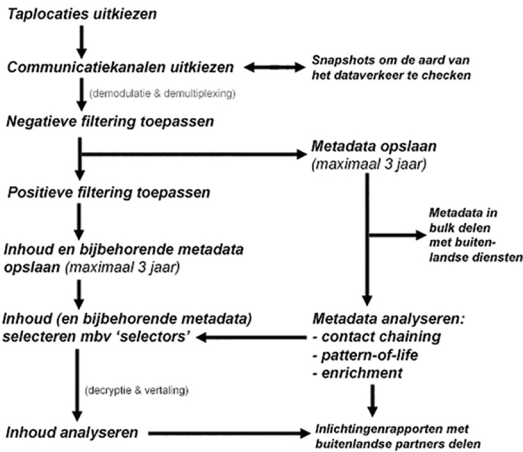 Taplocaties uitkiezen
Communicatiekanalen uitkiezen
Snapshots om de aard van
het dataverkeer te checken
(demodulatie & demultiplexing)
Negatieve filtering toepassen
Metadata opslaan
(maximaal 3 jaar)
Positieve filtering toepassen
Metadata in
bulk delen
met buiten-
landse diensten
Inhoud en bijbehorende metadata
opslaan (maximaal 3 jaar)
Inhoud (en bijbehorende metadata)
selecteren mbv ‘selectors’
Metadata analyseren:
- contact chaining
- pattern-of-life
- enrichment
(decryptie & vertaling)
Inhoud analyseren
Inlichtingenrapporten met
buitenlandse partners delen